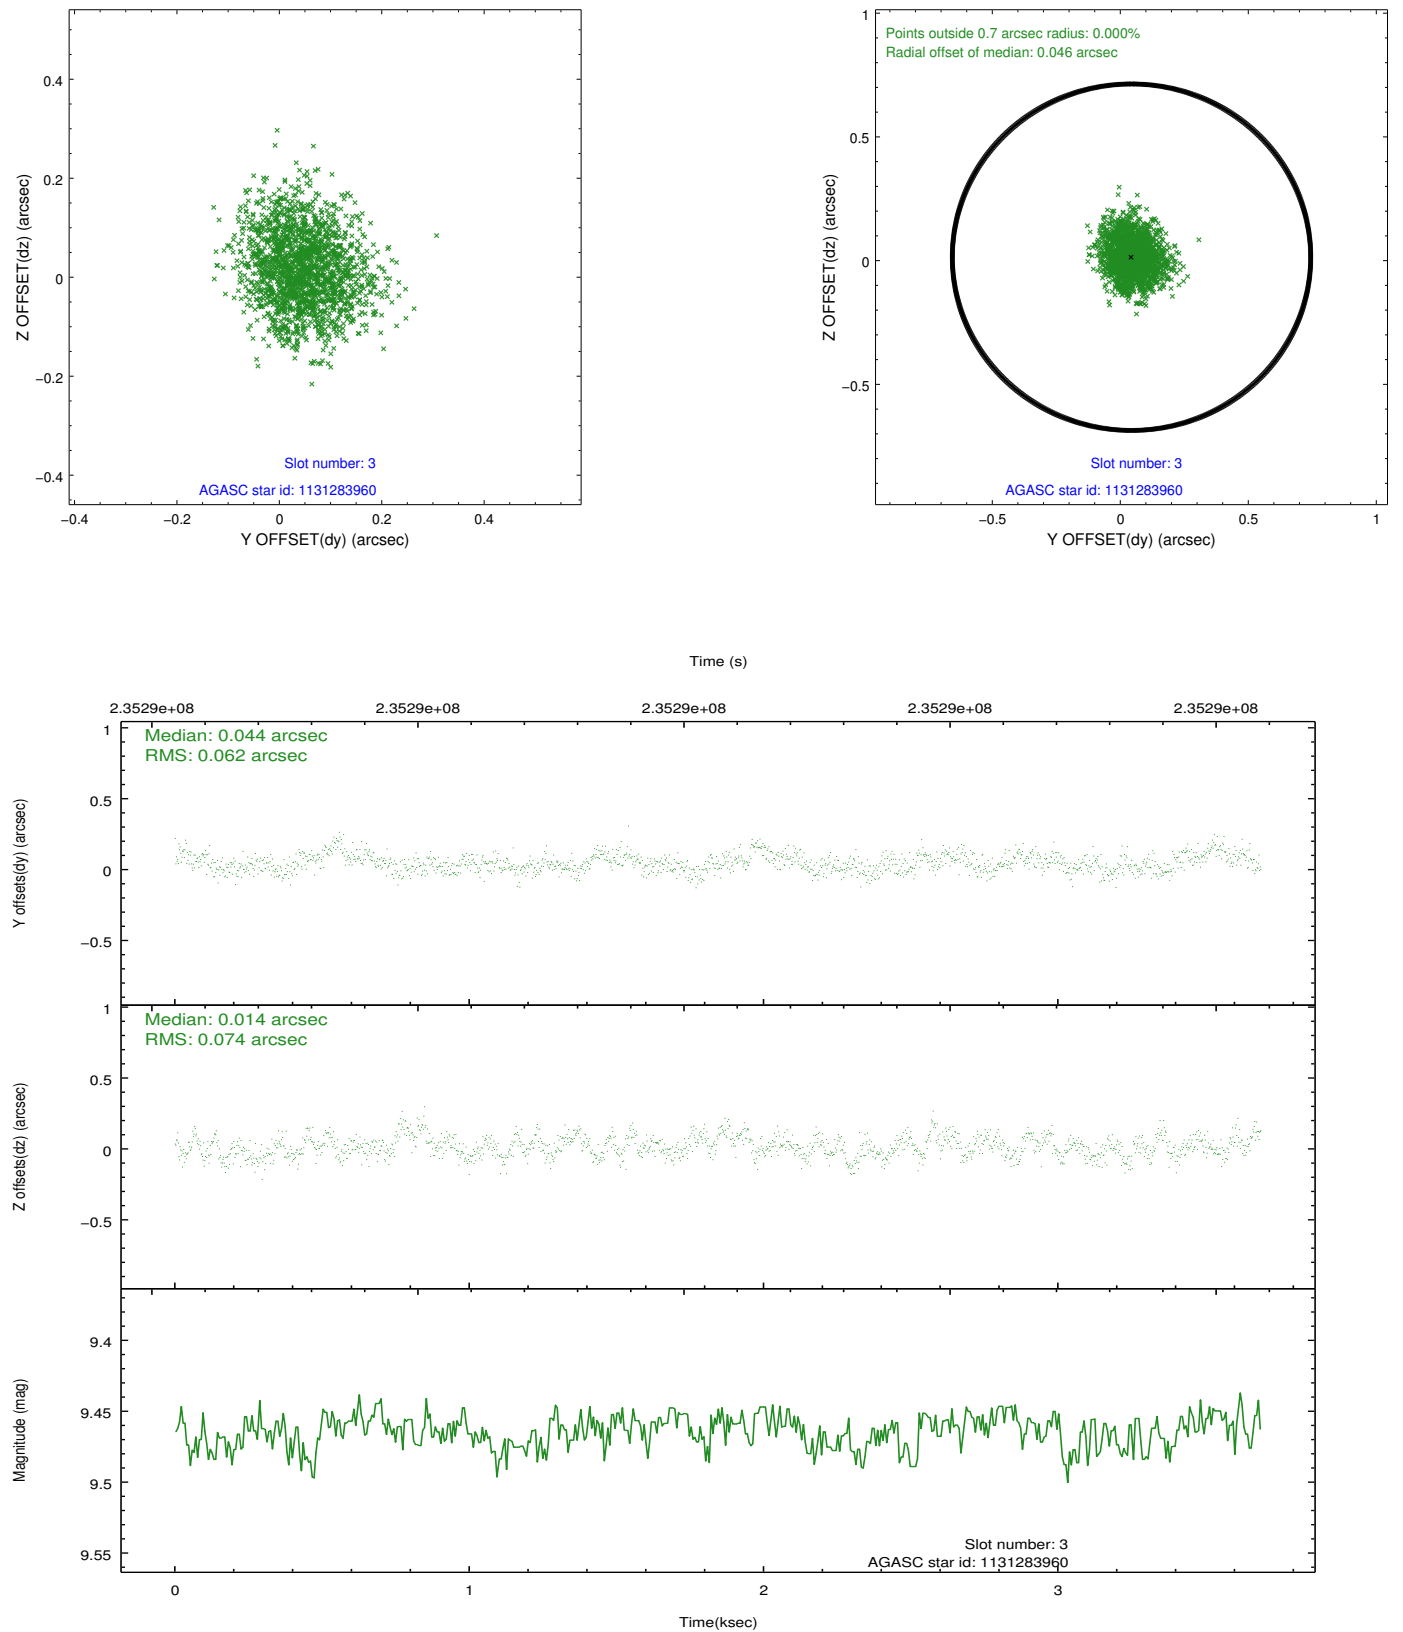 0.4
0.2
0
−0.2
−0.4
Z OFFSET(dz) (arcsec)
Slot number: 3
AGASC star id: 1131283960
−0.4 −0.2 0 0.2 0.4
Y OFFSET(dy) (arcsec)
Points outside 0.7 arcsec radius: 0.000%
Radial offset of median: 0.046 arcsec
1
0.5
0
−0.5
Z OFFSET(dz) (arcsec)
Slot number: 3
AGASC star id: 1131283960
−0.5 0 0.5 1
Y OFFSET(dy) (arcsec)
Time (s)
2.3529e+08 2.3529e+08 2.3529e+08 2.3529e+08 2.3529e+08
Median: 0.044 arcsec
RMS: 0.062 arcsec
1
0.5
0
−0.5
Y offsets(dy) (arcsec)
Median: 0.014 arcsec
RMS: 0.074 arcsec
1
0.5
0
−0.5
Z offsets(dz) (arcsec)
9.4
9.45
9.5
9.55
Magnitude (mag)
Slot number: 3
AGASC star id: 1131283960
0 1 2 3
Time(ksec)